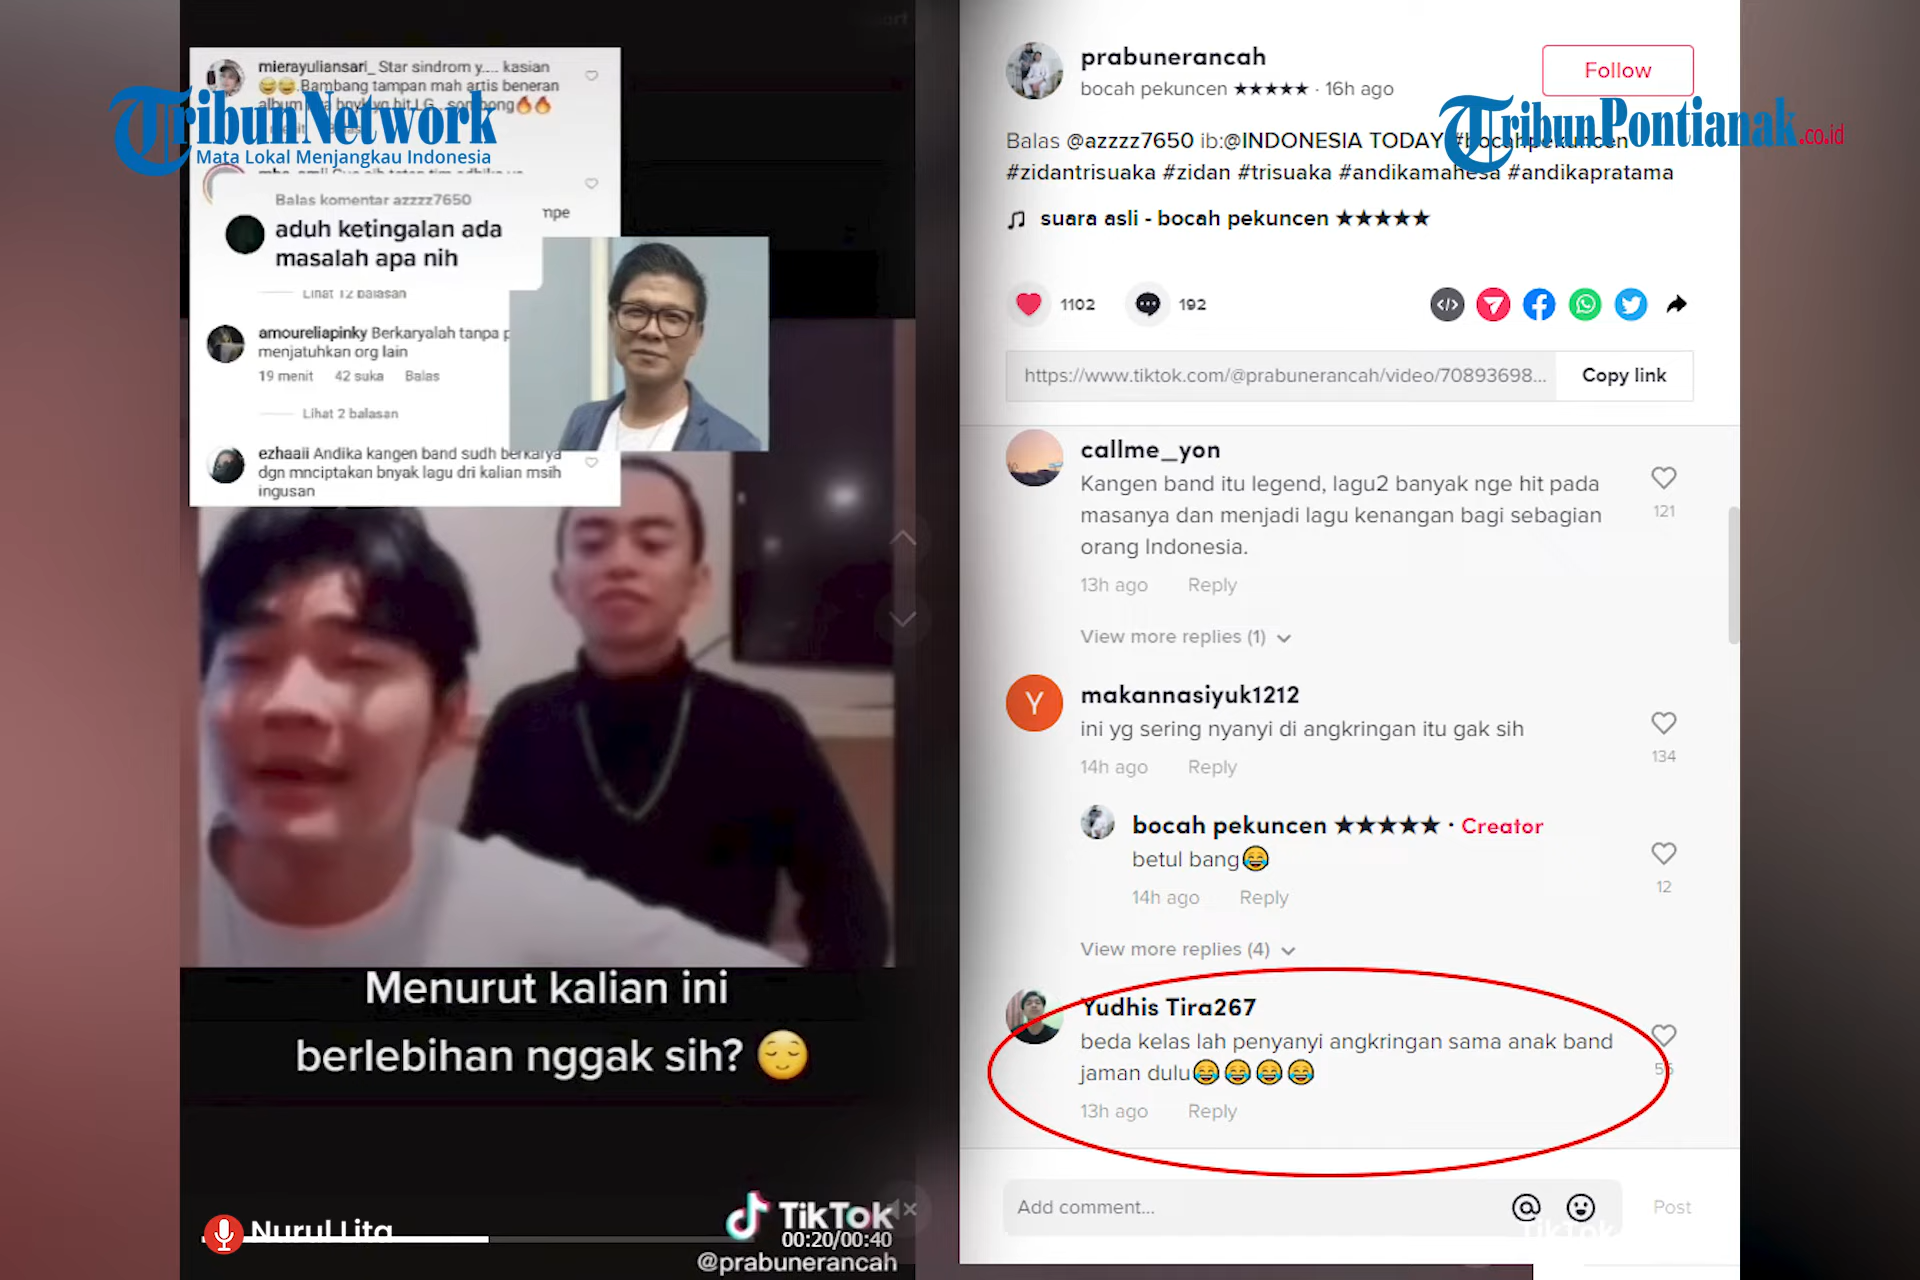 mierayuliansari_ Star sindrom y.... kasian
😂😂.Bambang tampan mah artis beneran
TribunNetwork
Mata Lokal Menjangkau Indonesia
Balas komentar azzzz7650
aduh ketingalan ada
masalah apa nih
mpe
Lihat 12 balasan
amoureliapinky Berkaryalah tanpa p
menjatuhkan org lain
19 menit 42 suka Balas
Lihat 2 balasan
ezhaaii Andika kangen band sudh berkarya
dgn mnciptakan bnyak lagu dri kalian msih
ingusan
Menurut kalian ini
berlebihan nggak sih? 😌
Nurul Lita
TikTok
00:20/00:40
@prabunerancah
prabunerancah
bocah pekuncen ★★★★★ · 16h ago
Follow
TribunPontianak.co.id
Balas @azzzz7650 ib:@INDONESIA TODAY #bocahpekuncen
#zidantrisuaka #zidan #trisuaka #andikamahesa #andikapratama
suara asli - bocah pekuncen ★★★★★
1102 192
https://www.tiktok.com/@prabunerancah/video/70893698... Copy link
callme_yon
Kangen band itu legend, lagu2 banyak nge hit pada
masanya dan menjadi lagu kenangan bagi sebagian
orang Indonesia.
121
13h ago Reply
View more replies (1)
Y
makannasiyuk1212
ini yg sering nyanyi di angkringan itu gak sih
134
14h ago Reply
bocah pekuncen ★★★★★ · Creator
betul bang😂
12
14h ago Reply
View more replies (4)
Yudhis Tira267
beda kelas lah penyanyi angkringan sama anak band
jaman dulu😂😂😂😂
13h ago Reply
Add comment... @ Post
TikTok